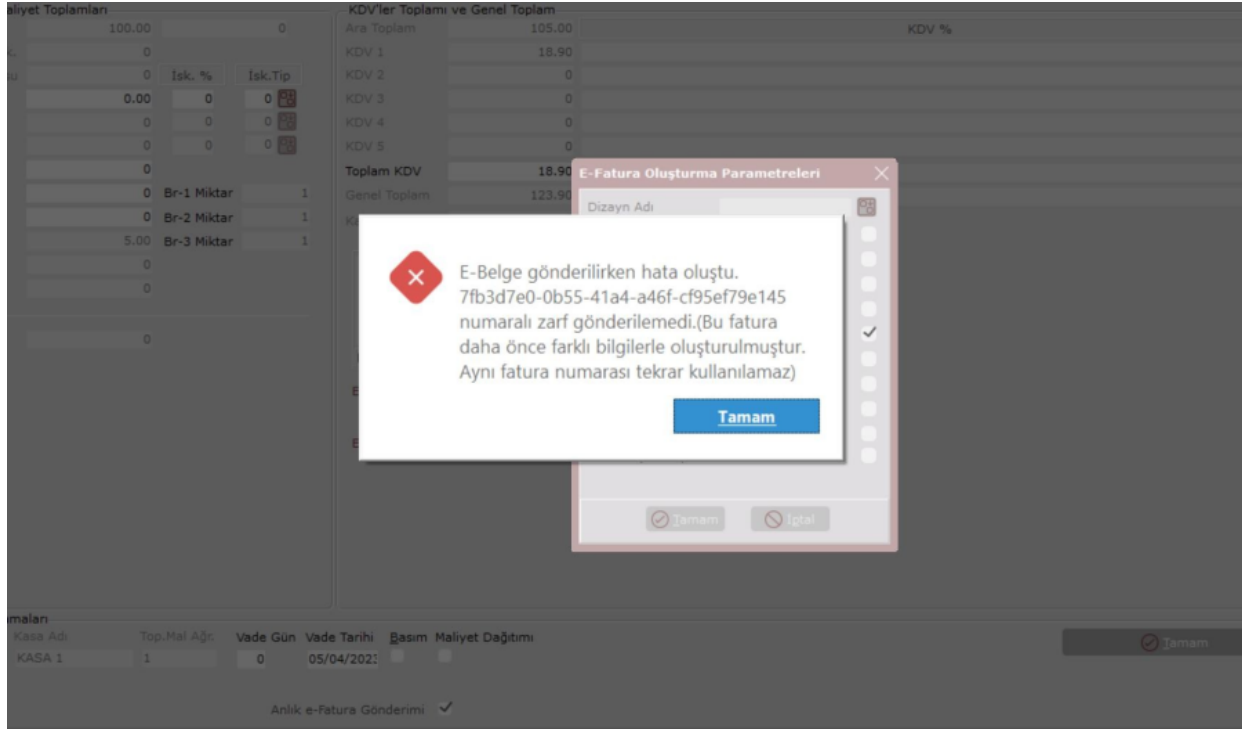 aliyet Toplamları
100.00 0
0
0 İsk. % İsk.Tip
0.00 0 0
0 0 0
0 0 0
0
0 Br-1 Miktar 1
0 Br-2 Miktar 1
5.00 Br-3 Miktar 1
0
0
0
KDV'ler Toplamı ve Genel Toplam
Ara Toplam 105.00 KDV %
KDV 1 18.90
KDV 2 0
KDV 3 0
KDV 4 0
KDV 5 0
Toplam KDV 18.90
Genel Toplam 123.90
E-Fatura Oluşturma Parametreleri
Dizayn Adı
E-Belge gönderilirken hata oluştu.
7fb3d7e0-0b55-41a4-a46f-cf95ef79e145
numaralı zarf gönderilemedi.(Bu fatura
daha önce farklı bilgilerle oluşturulmuştur.
Aynı fatura numarası tekrar kullanılamaz)
Tamam
Tamam İptal
maları
Kasa Adı Top.Mal Ağr. Vade Gün Vade Tarihi Basım Maliyet Dağıtımı
KASA 1 1 0 05/04/202
Tamam
Anlık e-Fatura Gönderimi